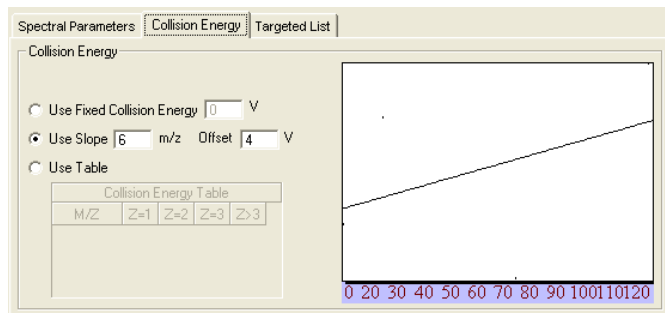 Spectral Parameters Collision Energy Targeted List
Collision Energy
Use Fixed Collision Energy 0 V
Use Slope 6 m/z Offset 4 V
Use Table
Collision Energy Table
M/Z Z=1 Z=2 Z=3 Z>3
0 20 30 40 50 60 70 80 90 100110120